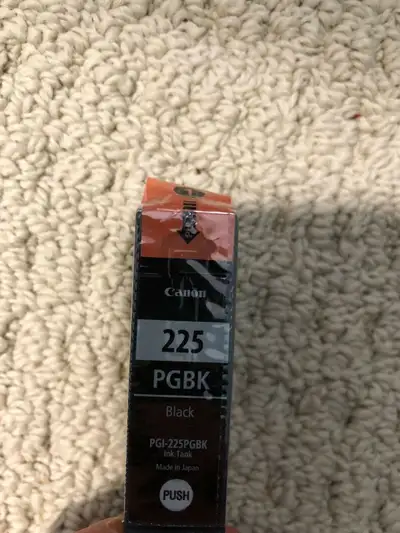 Canon
225
PGBK
Black
PGI-225PGBK
Ink Tank
Made in Japan
PUSH